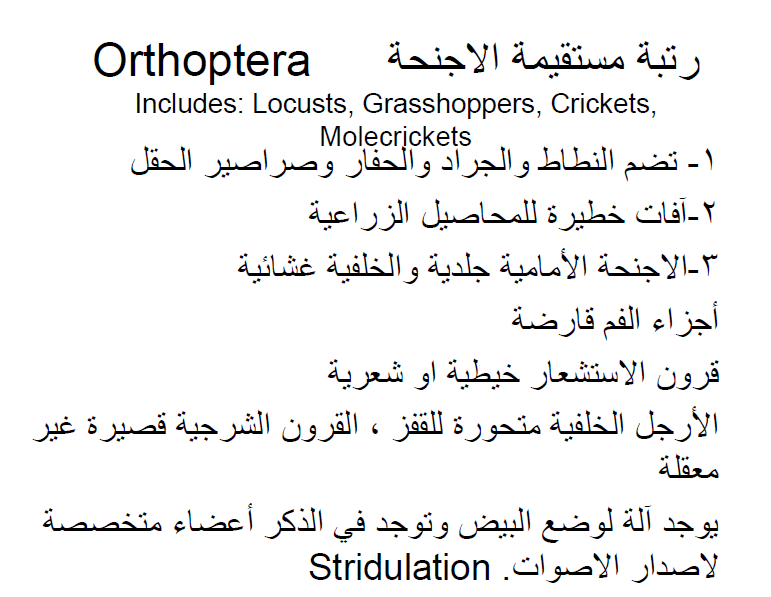 رتبة مستقيمة الاجنحة Orthoptera
Includes: Locusts, Grasshoppers, Crickets,
Molecrickets
١- تضم النطاط والجراد والحفار وصراصير الحقل
٢-آفات خطيرة للمحاصيل الزراعية
٣-الاجنحة الأمامية جلدية والخلفية غشائية
أجزاء الفم قارضة
قرون الاستشعار خيطية او شعرية
الأرجل الخلفية متحورة للقفز ، القرون الشرجية قصيرة غير
معقلة
يوجد آلة لوضع البيض وتوجد في الذكر أعضاء متخصصة
لاصدار الاصوات. Stridulation